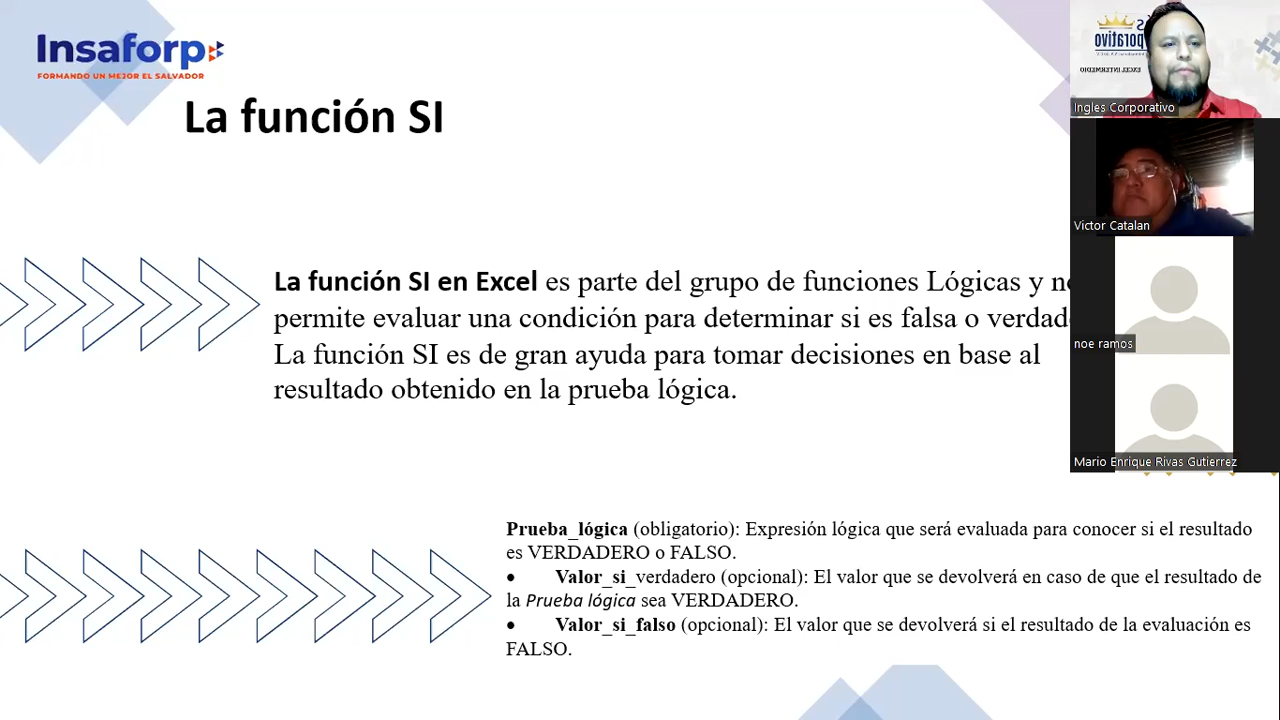 Insaforp
FORMANDO UN MEJOR EL SALVADOR
La función SI
La función SI en Excel es parte del grupo de funciones Lógicas y
permite evaluar una condición para determinar si es falsa o
La función SI es de gran ayuda para tomar decisiones en base al
resultado obtenido en la prueba lógica.
Prueba_lógica (obligatorio): Expresión lógica que será evaluada para conocer si el resultado
es VERDADERO o FALSO.
• Valor_si_verdadero (opcional): El valor que se devolverá en caso de que el resultado de
la Prueba lógica sea VERDADERO.
• Valor_si_falso (opcional): El valor que se devolverá si el resultado de la evaluación es
FALSO.
EXCEL INTERMEDIO
Ingles Corporativo
Victor Catalan
noe ramos
Mario Enrique Rivas Gutierrez